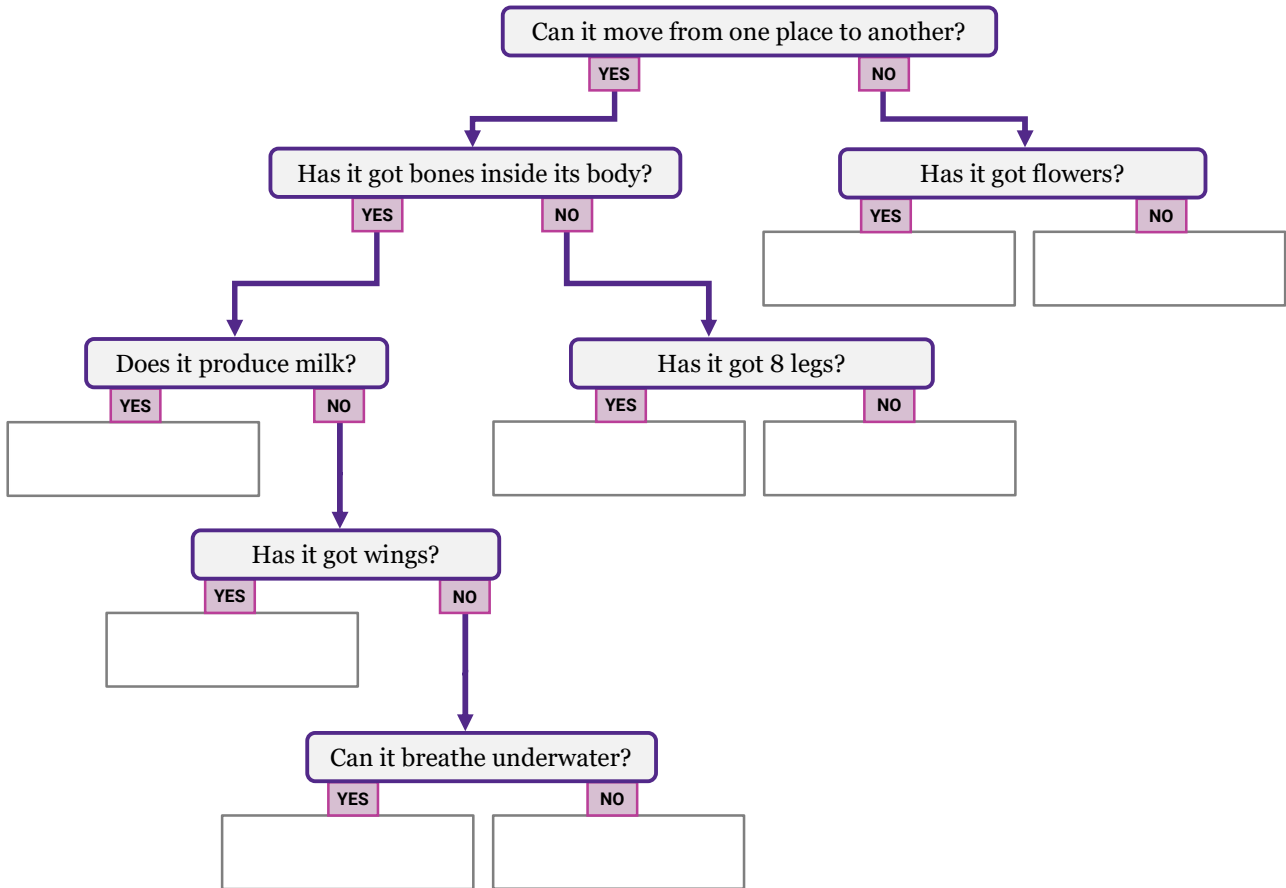 Can it move from one place to another?
YES
NO
Has it got bones inside its body?
Has it got flowers?
YES
NO
YES
NO
Does it produce milk?
Has it got 8 legs?
YES
NO
YES
NO
Has it got wings?
YES
NO
Can it breathe underwater?
YES
NO